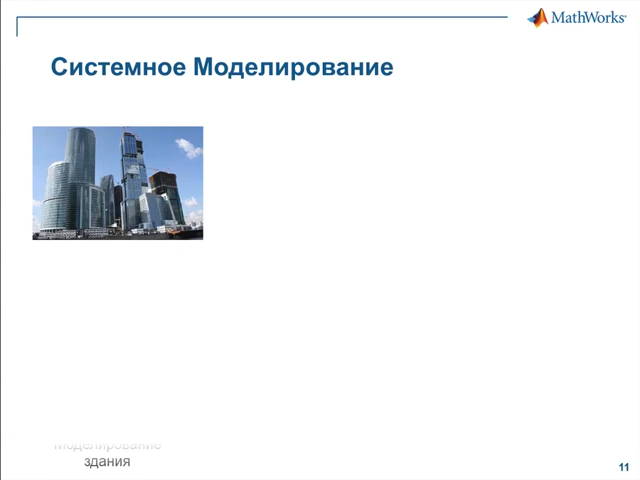 MathWorks®
Системное Моделирование
Моделирование
здания
11